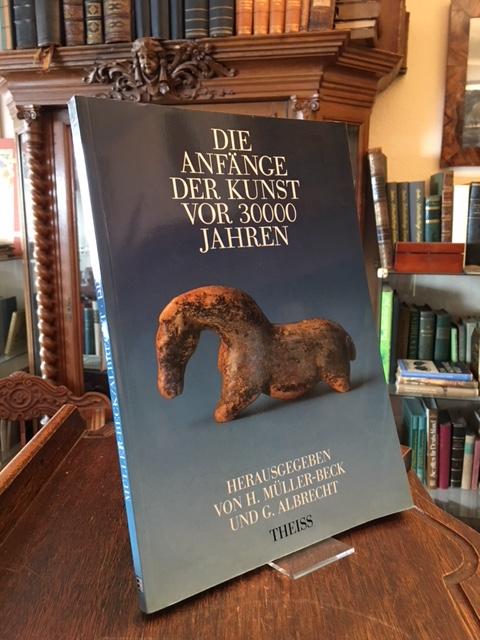 DIE
ANFÄNGE
DER KUNST
VOR 30000
JAHREN
HERAUSGEGEBEN
VON H. MÜLLER-BECK
UND G. ALBRECHT
THEISS